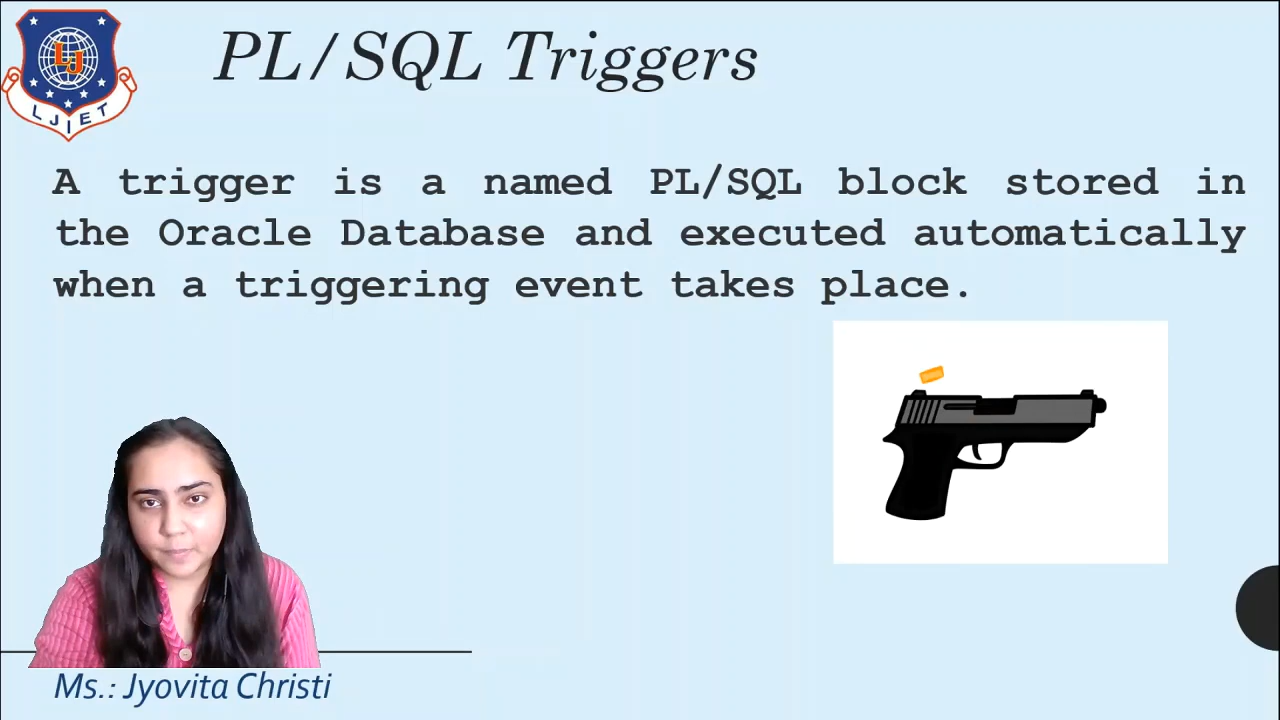 LJ
LJIET
PL/SQL Triggers
A trigger is a named PL/SQL block stored in
the Oracle Database and executed automatically
when a triggering event takes place.
Ms.: Jyovita Christi